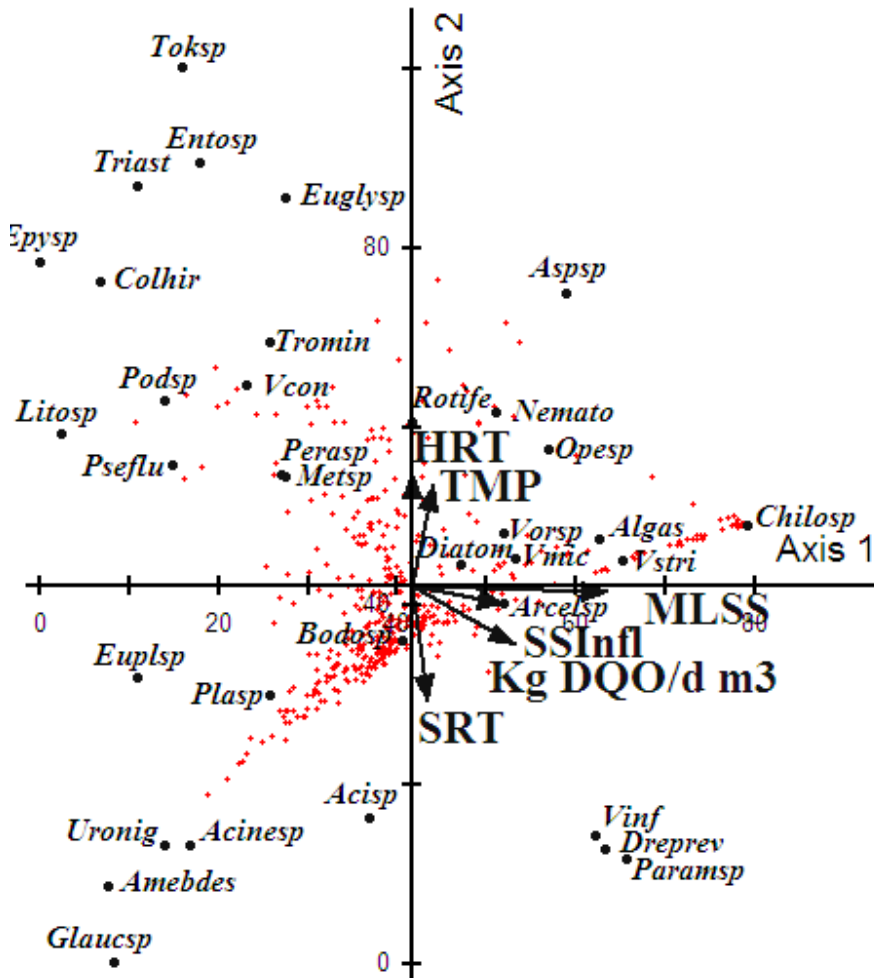 Axis 2
Toksp
Entosp
Triast
Euglysp
Epysp
80
Aspsp
Colhir
Tromin
Podsp
Vcon
Rotife
Nemato
Litosp
Perasp
HRT
Opesp
Pseflu
Metsp
TMP
Vorsp
Algas
Chilosp
Diatom
Vmic
Vstri
Axis 1
40
0
20
40
60
80
Arcelsp
MLSS
Bodosp
SSInfl
Euplsp
Kg DQO/d m3
Plasp
SRT
Acisp
Vinf
Uronig
Acinesp
Dreprev
Paramsp
Amebdes
Glaucsp
0